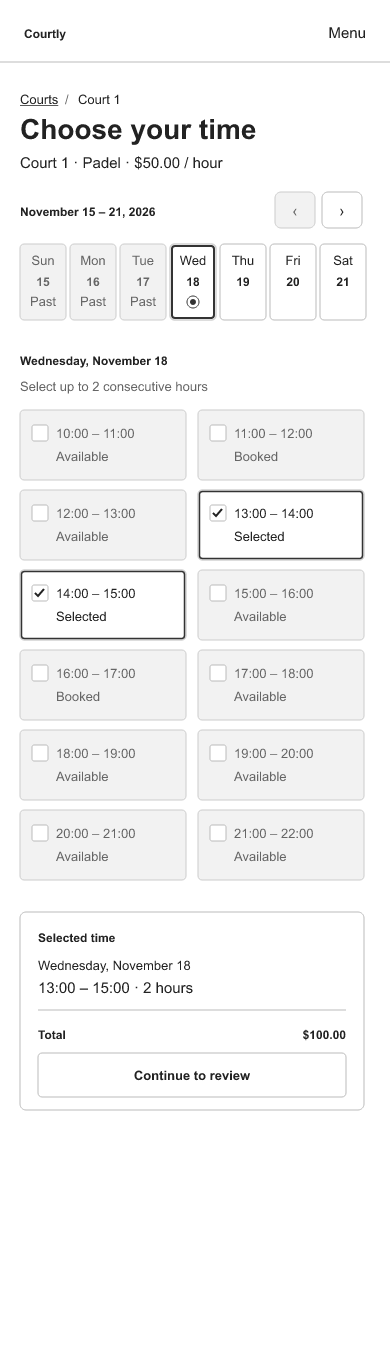 Courtly
Menu
Courts / Court 1
Choose your time
Court 1 · Padel · $50.00 / hour
November 15 – 21, 2026
‹ ›
Sun Mon Tue Wed Thu Fri Sat
15 16 17 18 19 20 21
Past Past Past
Wednesday, November 18
Select up to 2 consecutive hours
10:00 – 11:00
Available
11:00 – 12:00
Booked
12:00 – 13:00
Available
13:00 – 14:00
Selected
14:00 – 15:00
Selected
15:00 – 16:00
Available
16:00 – 17:00
Booked
17:00 – 18:00
Available
18:00 – 19:00
Available
19:00 – 20:00
Available
20:00 – 21:00
Available
21:00 – 22:00
Available
Selected time
Wednesday, November 18
13:00 – 15:00 · 2 hours
Total $100.00
Continue to review